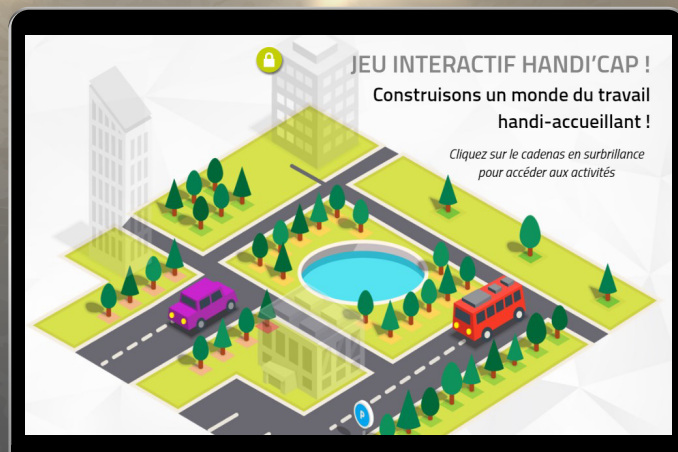 JEU INTERACTIF HANDI'CAP !
Construisons un monde du travail
handi-accueillant !
Cliquez sur le cadenas en surbrillance
pour accéder aux activités
P